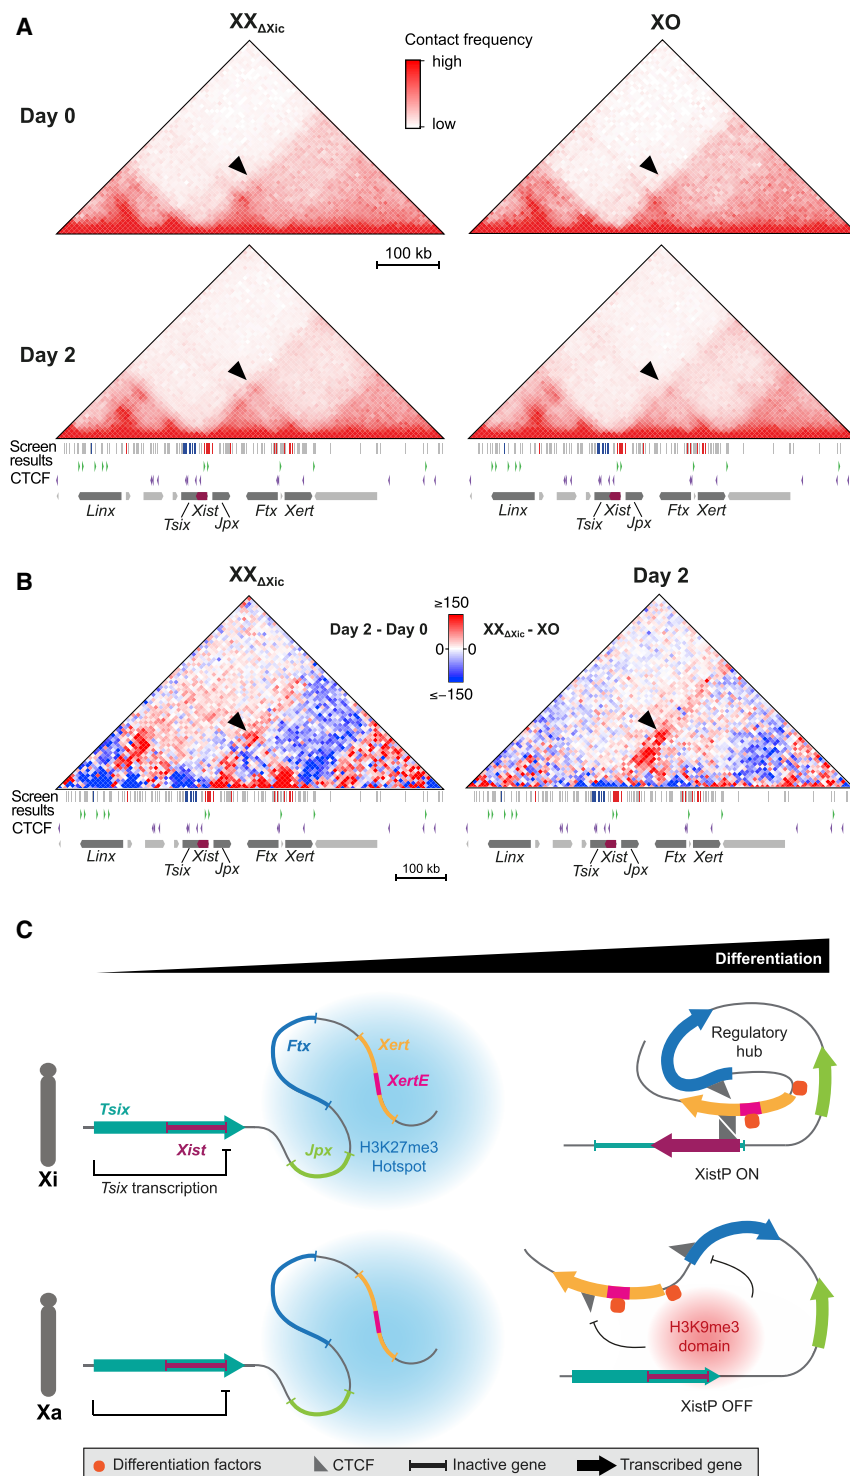 A
XXΔXic
XO
Contact frequency
high
low
Day 0
100 kb
Day 2
Screen
results
CTCF
Linx
Tsix
Xist
Jpx
Ftx
Xert
Linx
Tsix
Xist
Jpx
Ftx
Xert
B
XXΔXic
Day 2
≥150
Day 2 - Day 0
XXΔXic - XO
0
0
≤−150
Screen
results
CTCF
Linx
Tsix
Xist
Jpx
Ftx
Xert
100 kb
Linx
Tsix
Xist
Jpx
Ftx
Xert
C
Differentiation
Ftx
Xert
XertE
Tsix
Xist
Jpx
H3K27me3
Hotspot
Xi
Tsix transcription
Regulatory
hub
XistP ON
Xa
H3K9me3
domain
XistP OFF
Differentiation factors
CTCF
Inactive gene
Transcribed gene